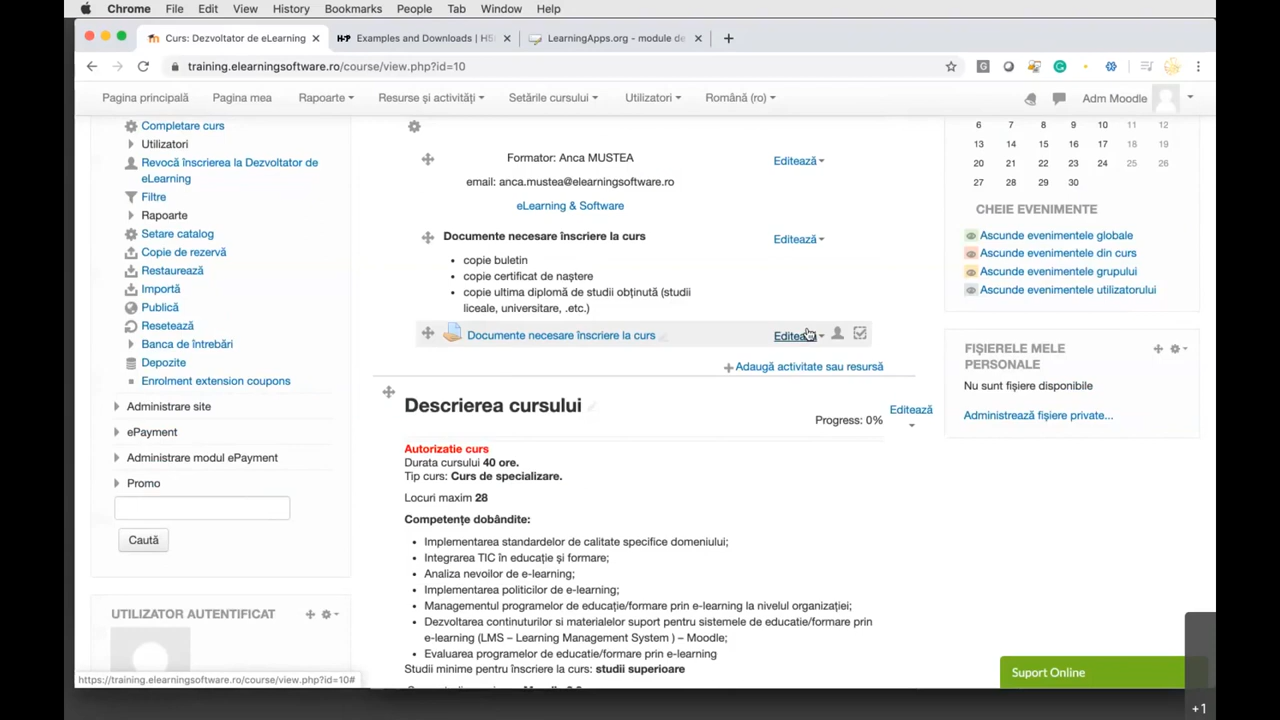 Chrome File Edit View History Bookmarks People Tab Window Help
Curs: Dezvoltator de eLearning
H-P Examples and Downloads | H5
LearningApps.org - module de
training.elearningsoftware.ro/course/view.php?id=10
Pagina principală Pagina mea Rapoarte Resurse și activități Setările cursului Utilizatori Română (ro) Adm Moodle
Completare curs
Utilizatori
Revocă înscrierea la Dezvoltator de
eLearning
Filtre
Rapoarte
Setare catalog
Copie de rezervă
Restaurează
Importă
Publică
Resetează
Banca de întrebări
Depozite
Enrolment extension coupons
Administrare site
ePayment
Administrare modul ePayment
Promo
Caută
UTILIZATOR AUTENTIFICAT
Formator: Anca MUSTEA
Editează
email: anca.mustea@elearningsoftware.ro
eLearning & Software
Documente necesare înscriere la curs
Editează
copie buletin
copie certificat de naștere
copie ultima diplomă de studii obținută (studii
liceale, universitare, .etc.)
Documente necesare înscriere la curs
Editează
Adaugă activitate sau resursă
Descrierea cursului
Editează
Progress: 0%
Autorizatie curs
Durata cursului 40 ore.
Tip curs: Curs de specializare.
Locuri maxim 28
Competențe dobândite:
Implementarea standardelor de calitate specifice domeniului;
Integrarea TIC în educație și formare;
Analiza nevoilor de e-learning;
Implementarea politicilor de e-learning;
Managementul programelor de educație/formare prin e-learning la nivelul organizației;
Dezvoltarea continuturilor si materialelor suport pentru sistemele de educatie/formare prin
e-learning (LMS – Learning Management System ) – Moodle;
Evaluarea programelor de educatie/formare prin e-learning
Studii minime pentru înscriere la curs: studii superioare
6 7 8 9 10 11 12
13 14 15 16 17 18 19
20 21 22 23 24 25 26
27 28 29 30
CHEIE EVENIMENTE
Ascunde evenimentele globale
Ascunde evenimentele din curs
Ascunde evenimentele grupului
Ascunde evenimentele utilizatorului
FIȘIERELE MELE
PERSONALE
Nu sunt fișiere disponibile
Administrează fișiere private...
Suport Online
https://training.elearningsoftware.ro/course/view.php?id=10#
+1